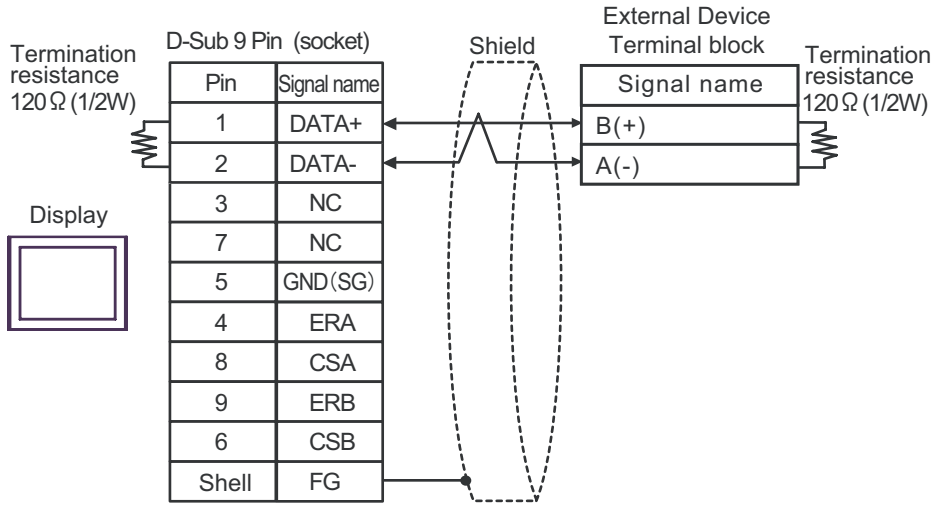 External Device
Terminal block
D-Sub 9 Pin (socket)
Shield
Termination
resistance
120Ω (1/2W)
Termination
resistance
120Ω (1/2W)
Pin Signal name
Signal name
1 DATA+
B(+)
2 DATA-
A(-)
3 NC
Display
7 NC
5 GND(SG)
4 ERA
8 CSA
9 ERB
6 CSB
Shell FG